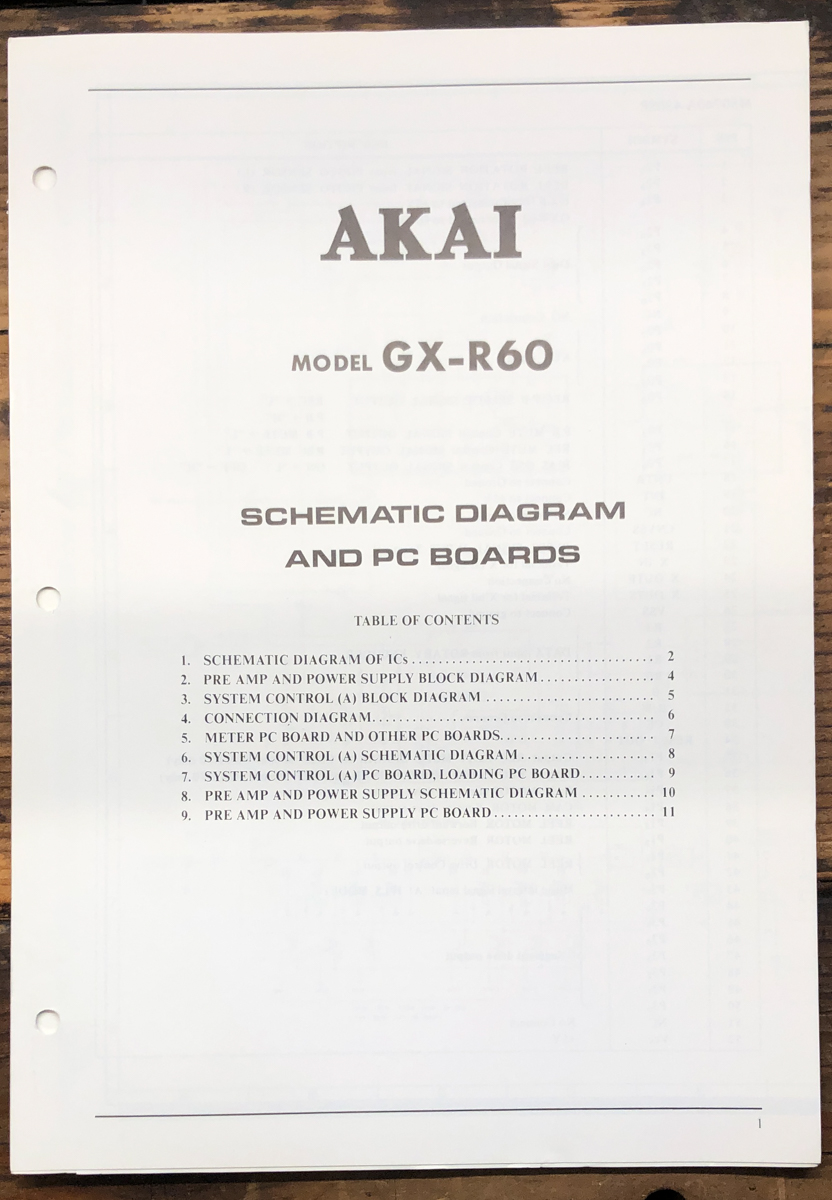 AKAI
MODEL GX-R60
SCHEMATIC DIAGRAM
AND PC BOARDS
TABLE OF CONTENTS
1. SCHEMATIC DIAGRAM OF ICs .................................... 2
2. PRE AMP AND POWER SUPPLY BLOCK DIAGRAM ................. 4
3. SYSTEM CONTROL (A) BLOCK DIAGRAM ......................... 5
4. CONNECTION DIAGRAM .......................................... 6
5. METER PC BOARD AND OTHER PC BOARDS ....................... 7
6. SYSTEM CONTROL (A) SCHEMATIC DIAGRAM .................... 8
7. SYSTEM CONTROL (A) PC BOARD, LOADING PC BOARD ........... 9
8. PRE AMP AND POWER SUPPLY SCHEMATIC DIAGRAM ........... 10
9. PRE AMP AND POWER SUPPLY PC BOARD ........................ 11
1